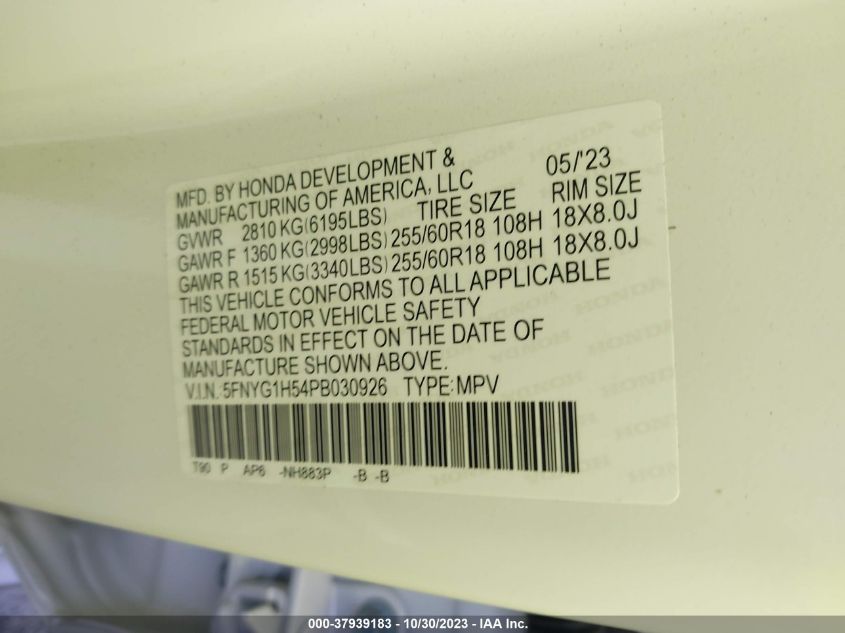 MFD. BY HONDA DEVELOPMENT & 05/'23
MANUFACTURING OF AMERICA, LLC
GVWR 2810 KG(6195LBS) TIRE SIZE RIM SIZE
GAWR F 1360 KG(2998LBS) 255/60R18 108H 18X8.0J
GAWR R 1515 KG(3340LBS) 255/60R18 108H 18X8.0J
THIS VEHICLE CONFORMS TO ALL APPLICABLE
FEDERAL MOTOR VEHICLE SAFETY
STANDARDS IN EFFECT ON THE DATE OF
MANUFACTURE SHOWN ABOVE.
V.I.N.:5FNYG1H54PB030926 TYPE:MPV
T90 P AP6 -NH883P -B -B
000-37939183 - 10/30/2023 - IAA Inc.